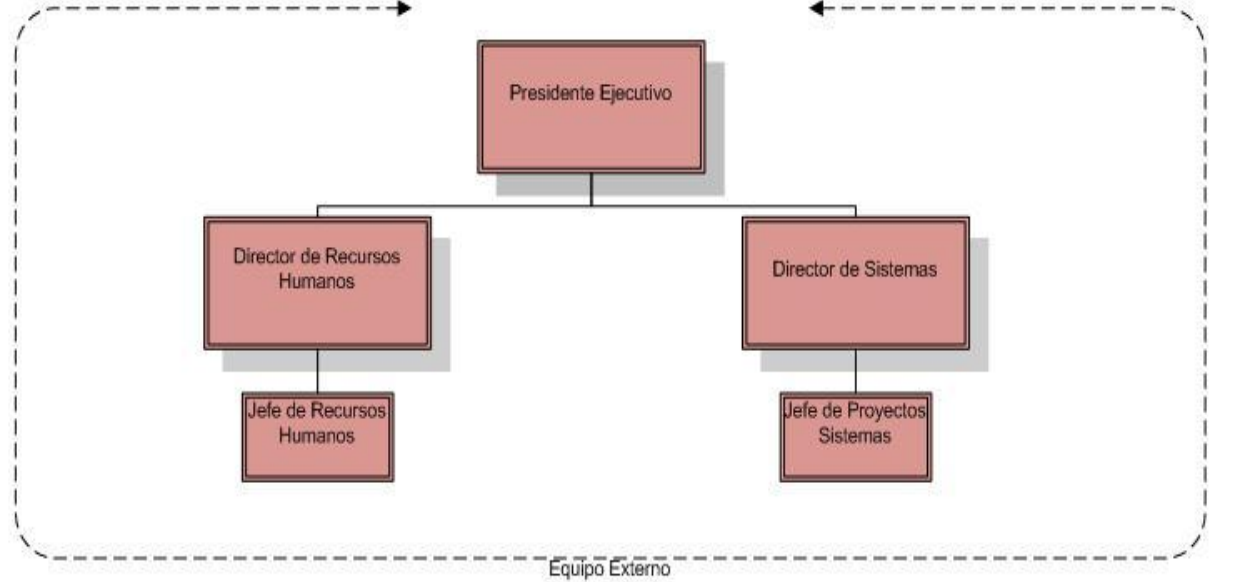 Presidente Ejecutivo
Director de Recursos
Humanos
Director de Sistemas
Jefe de Recursos
Humanos
Jefe de Proyectos
Sistemas
Equipo Externo